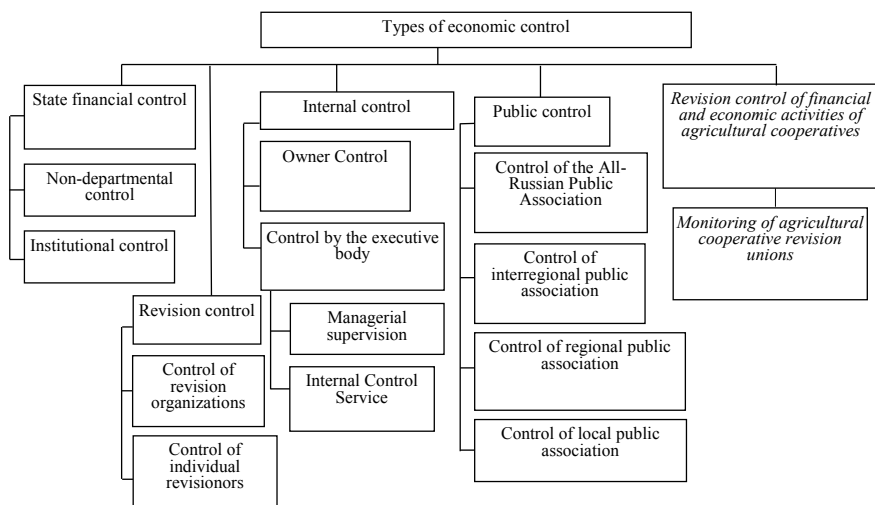 Types of economic control
State financial control
Non-departmental
control
Institutional control
Revision control
Control of
revision
organizations
Control of
individual
revisionors
Internal control
Owner Control
Control by the executive
body
Managerial
supervision
Internal Control
Service
Public control
Control of the All-
Russian Public
Association
Control of
interregional public
association
Control of regional public
association
Control of local public
association
Revision control of financial
and economic activities of
agricultural cooperatives
Monitoring of agricultural
cooperative revision
unions